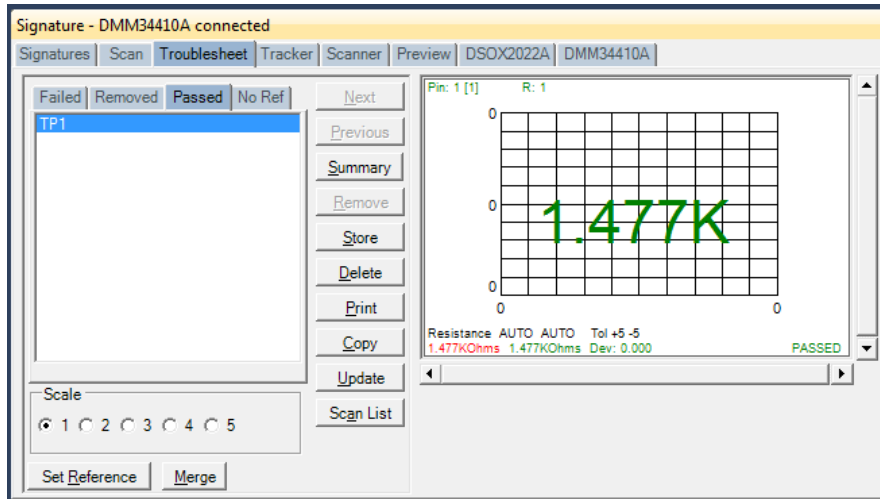 Signature - DMM34410A connected
Signatures Scan Troublesheet Tracker Scanner Preview DSOX2022A DMM34410A
Failed Removed Passed No Ref
TP1
Next
Previous
Summary
Remove
Store
Delete
Print
Copy
Update
Scan List
Scale
1 2 3 4 5
Set Reference Merge
Pin: 1 [1] R: 1
0
0
1.477K
0
0 0
Resistance AUTO AUTO Tol +5 -5
1.477KOhms 1.477KOhms Dev: 0.000 PASSED